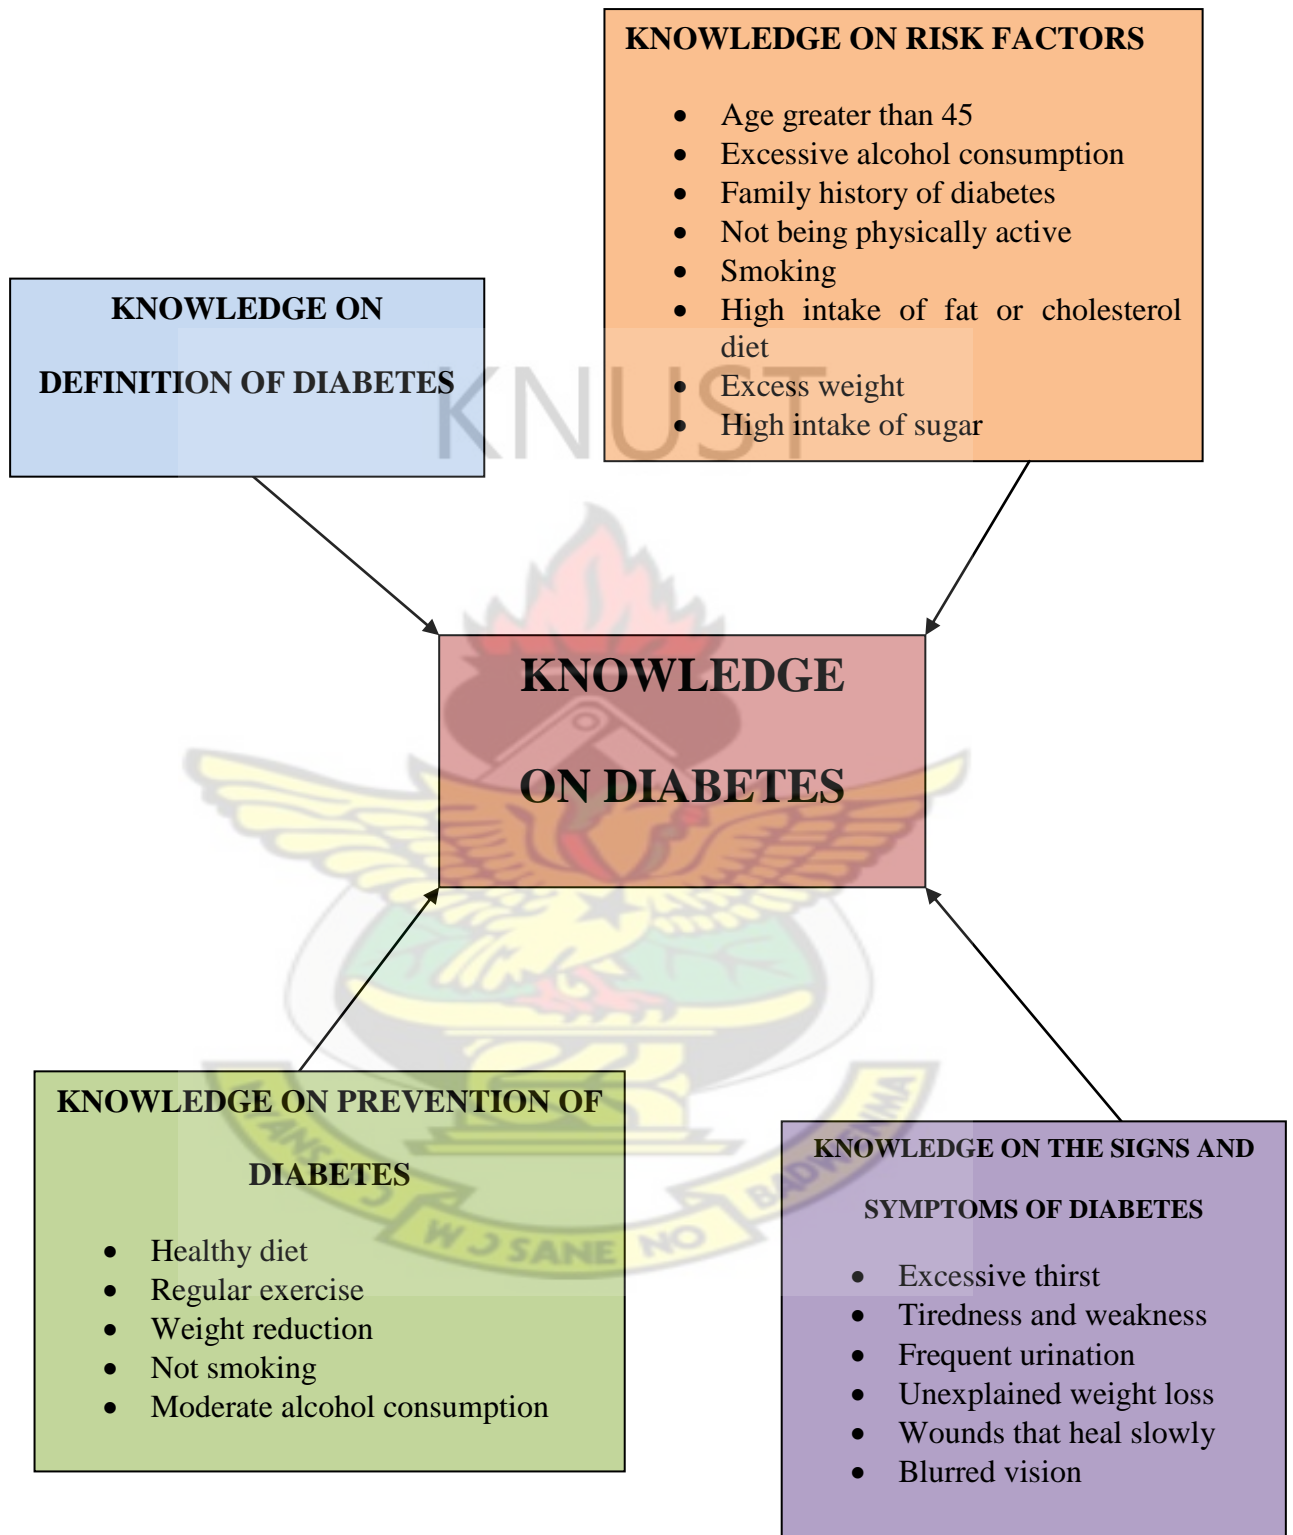 KNOWLEDGE ON RISK FACTORS
• Age greater than 45
• Excessive alcohol consumption
• Family history of diabetes
• Not being physically active
• Smoking
• High intake of fat or cholesterol
diet
• Excess weight
• High intake of sugar
KNOWLEDGE ON
DEFINITION OF DIABETES
KNUST
KNOWLEDGE
ON DIABETES
KNOWLEDGE ON PREVENTION OF
DIABETES
• Healthy diet
• Regular exercise
• Weight reduction
• Not smoking
• Moderate alcohol consumption
KNOWLEDGE ON THE SIGNS AND
SYMPTOMS OF DIABETES
• Excessive thirst
• Tiredness and weakness
• Frequent urination
• Unexplained weight loss
• Wounds that heal slowly
• Blurred vision
W Ɔ SANE NO BADWENMA